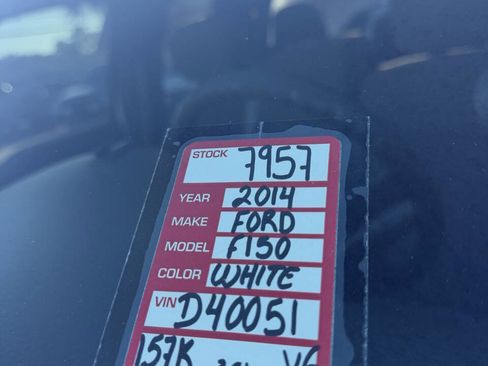 STOCK 7957
YEAR 2014
MAKE FORD
MODEL F150
COLOR WHITE
VIN D40051
157K V6